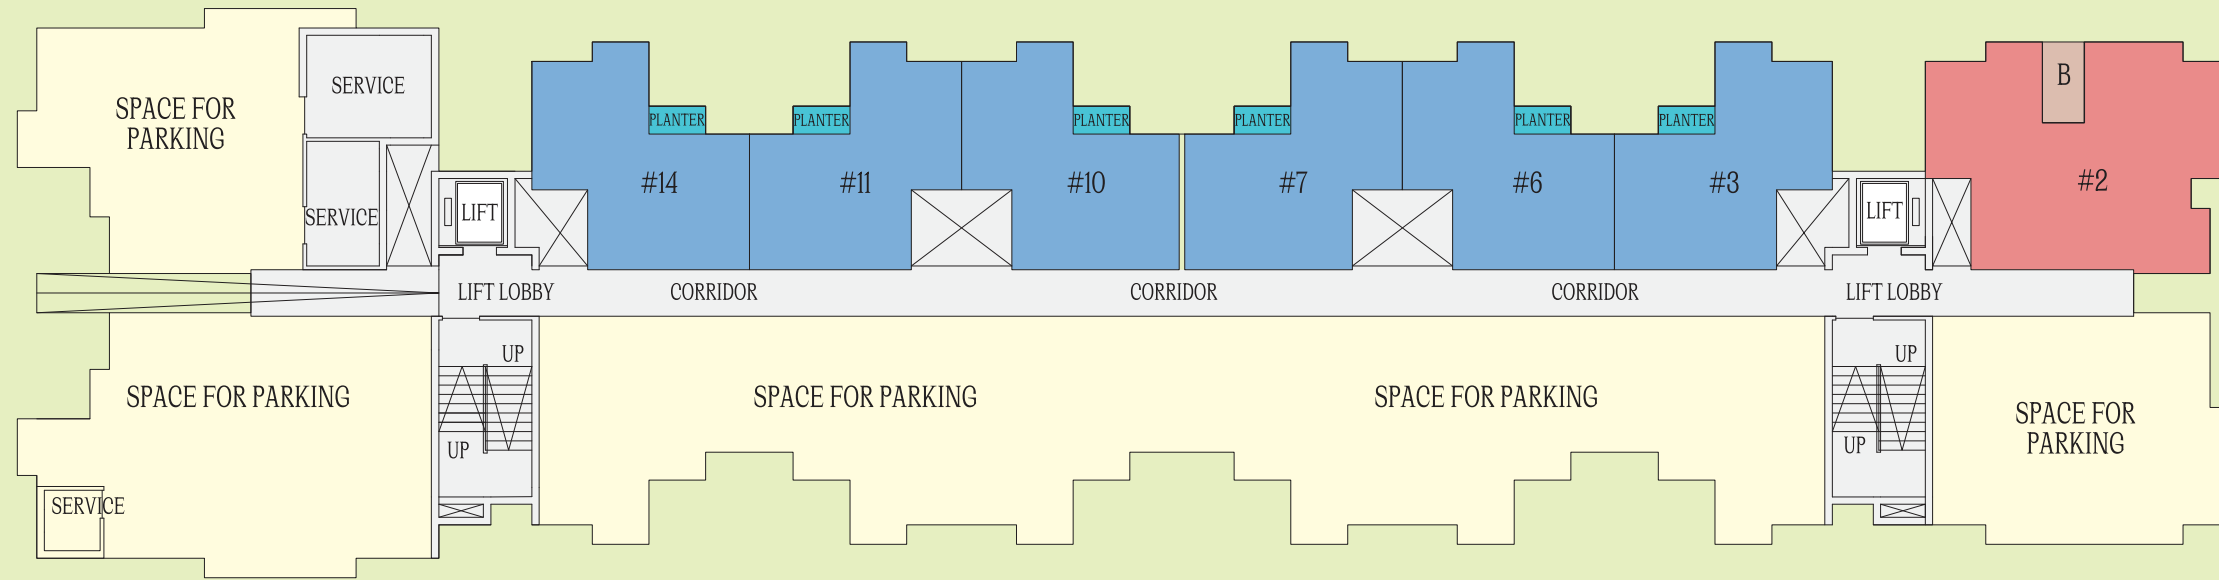 SERVICE
B
SPACE FOR
PARKING
PLANTER
PLANTER
PLANTER
PLANTER
PLANTER
PLANTER
#14
#11
#10
#7
#6
#3
#2
SERVICE
LIFT
LIFT
LIFT LOBBY
CORRIDOR
CORRIDOR
CORRIDOR
LIFT LOBBY
UP
UP
SPACE FOR PARKING
SPACE FOR PARKING
SPACE FOR PARKING
SPACE FOR
PARKING
UP
UP
SERVICE